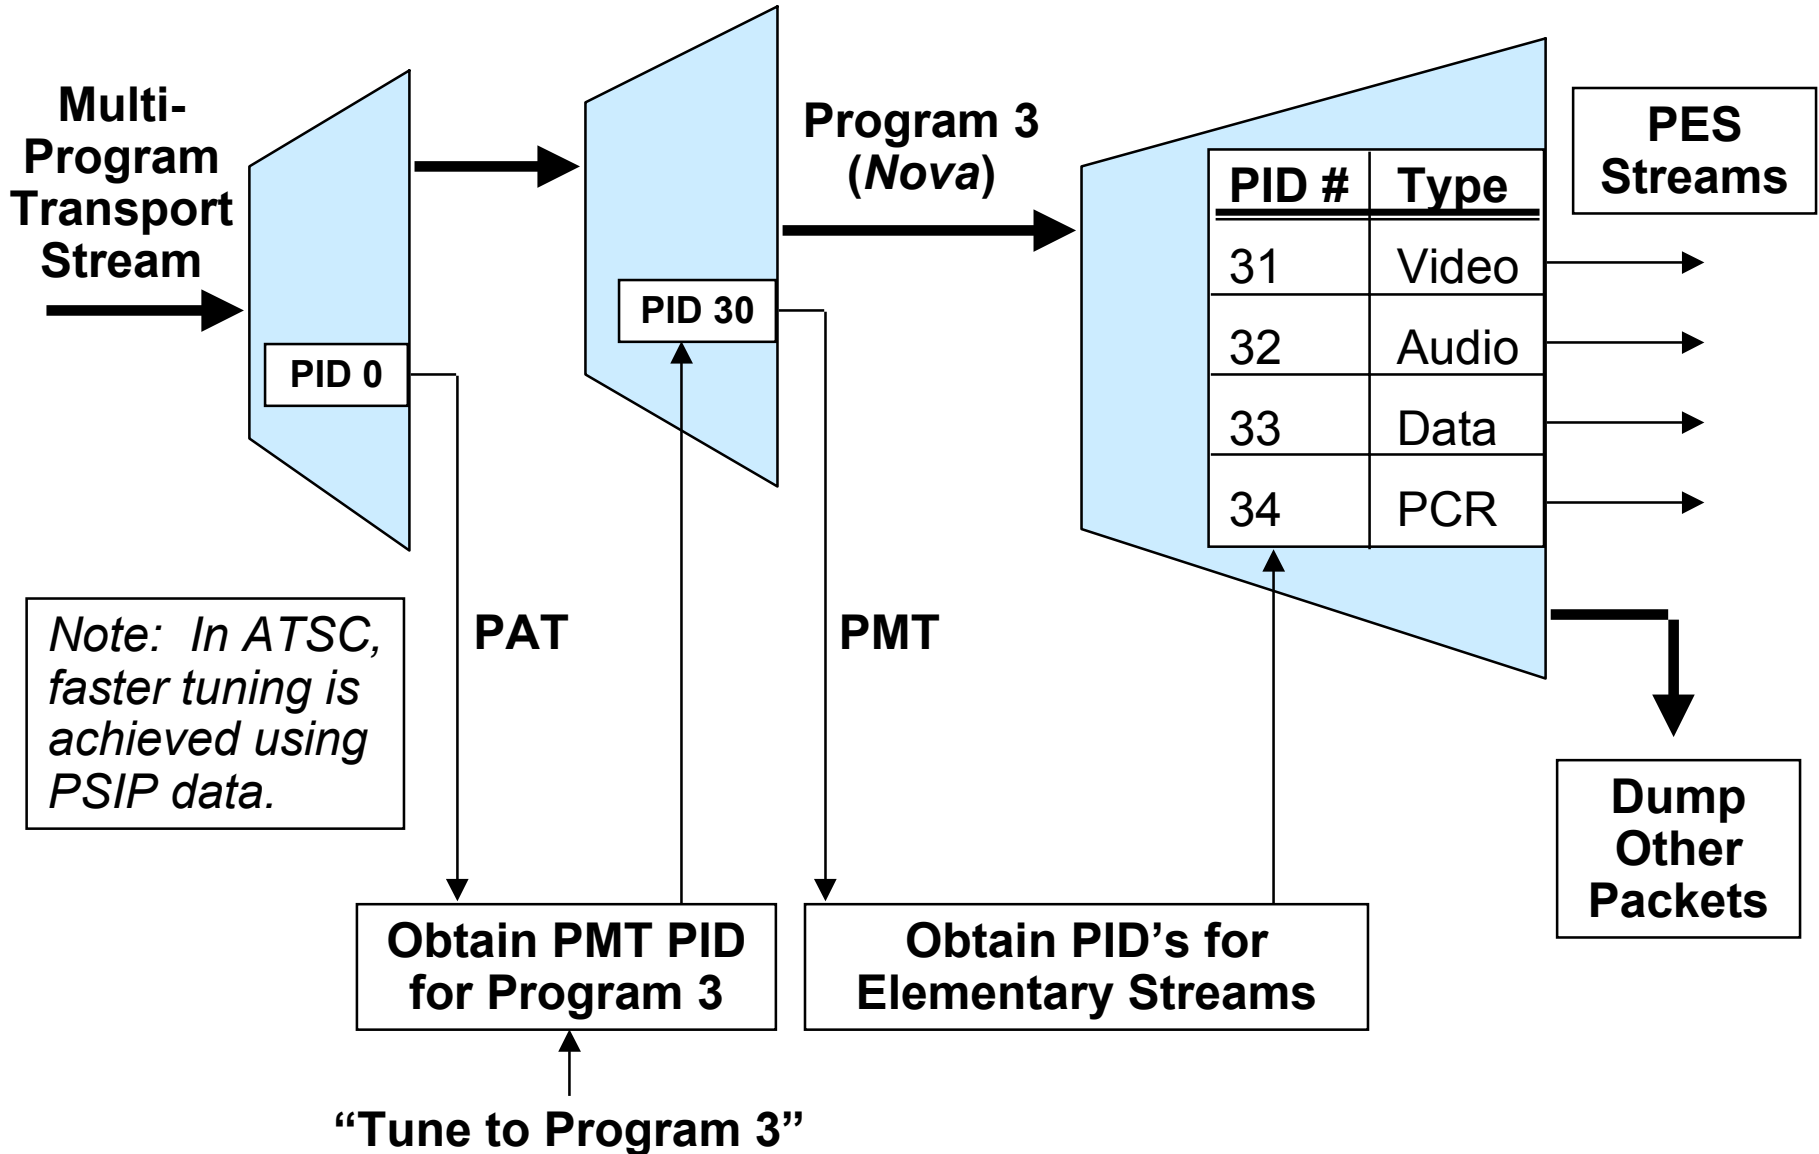 Multi-
Program
Transport
Stream
PID 0
PID 30
Program 3
(Nova)
PID # Type
31 Video
32 Audio
33 Data
34 PCR
PES
Streams
Note: In ATSC,
faster tuning is
achieved using
PSIP data.
PAT
PMT
Dump
Other
Packets
Obtain PMT PID
for Program 3
Obtain PID’s for
Elementary Streams
“Tune to Program 3”